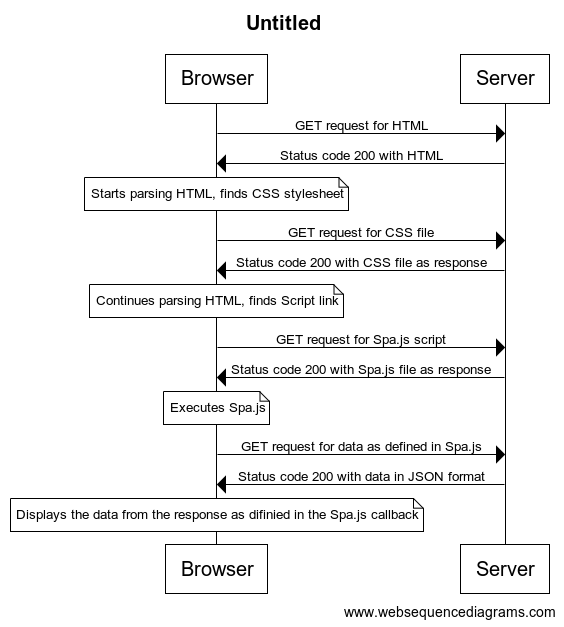 Untitled
Browser
Server
GET request for HTML
Status code 200 with HTML
Starts parsing HTML, finds CSS stylesheet
GET request for CSS file
Status code 200 with CSS file as response
Continues parsing HTML, finds Script link
GET request for Spa.js script
Status code 200 with Spa.js file as response
Executes Spa.js
GET request for data as defined in Spa.js
Status code 200 with data in JSON format
Displays the data from the response as difinied in the Spa.js callback
Browser
Server
www.websequencediagrams.com